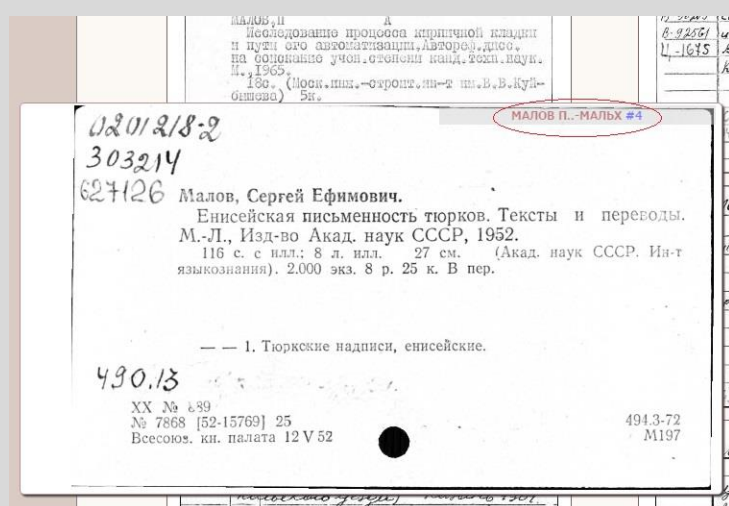 МАЛОВ, П А
Исследование процесса кирпичной кладки
и пути его автоматизации. Автореф. дисс.
на соискание учен. степени канд. техн. наук.
М., 1965.
18с. (Моск. инж.-строит. ин-т им. В. В. Куй-
бышева) 5к.
В-92561
Ц-1675
МАЛОВ П..-МАЛЬХ #4
0201218-2
303214
627126
Малов, Сергей Ефимович.
Енисейская письменность тюрков. Тексты и переводы.
М.-Л., Изд-во Акад. наук СССР, 1952.
116 с. с илл.; 8 л. илл. 27 см. (Акад. наук СССР. Ин-т
языкознания). 2.000 экз. 8 р. 25 к. В пер.
— — 1. Тюркские надписи, енисейские.
490.13
XX № 889
№ 7868 [52-15769] 25
Всесоюз. кн. палата 12 V 52
494.3-72
М197